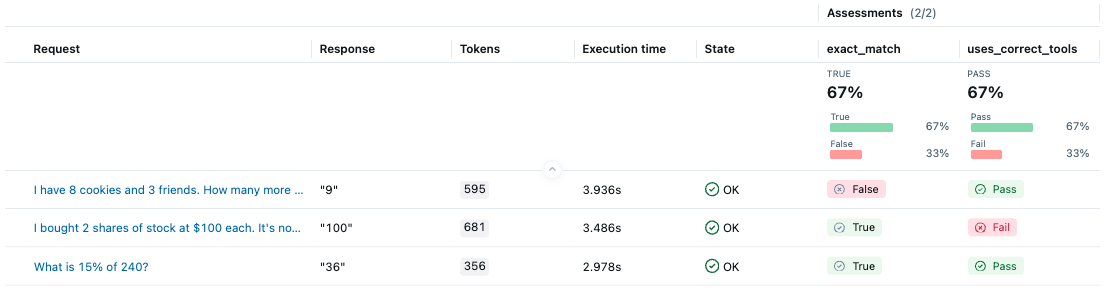 Assessments (2/2)
Request Response Tokens Execution time State exact_match uses_correct_tools
TRUE PASS
67% 67%
True 67% Pass 67%
False 33% Fail 33%
I have 8 cookies and 3 friends. How many more ... "9" 595 3.936s OK False Pass
I bought 2 shares of stock at $100 each. It's no... "100" 681 3.486s OK True Fail
What is 15% of 240? "36" 356 2.978s OK True Pass